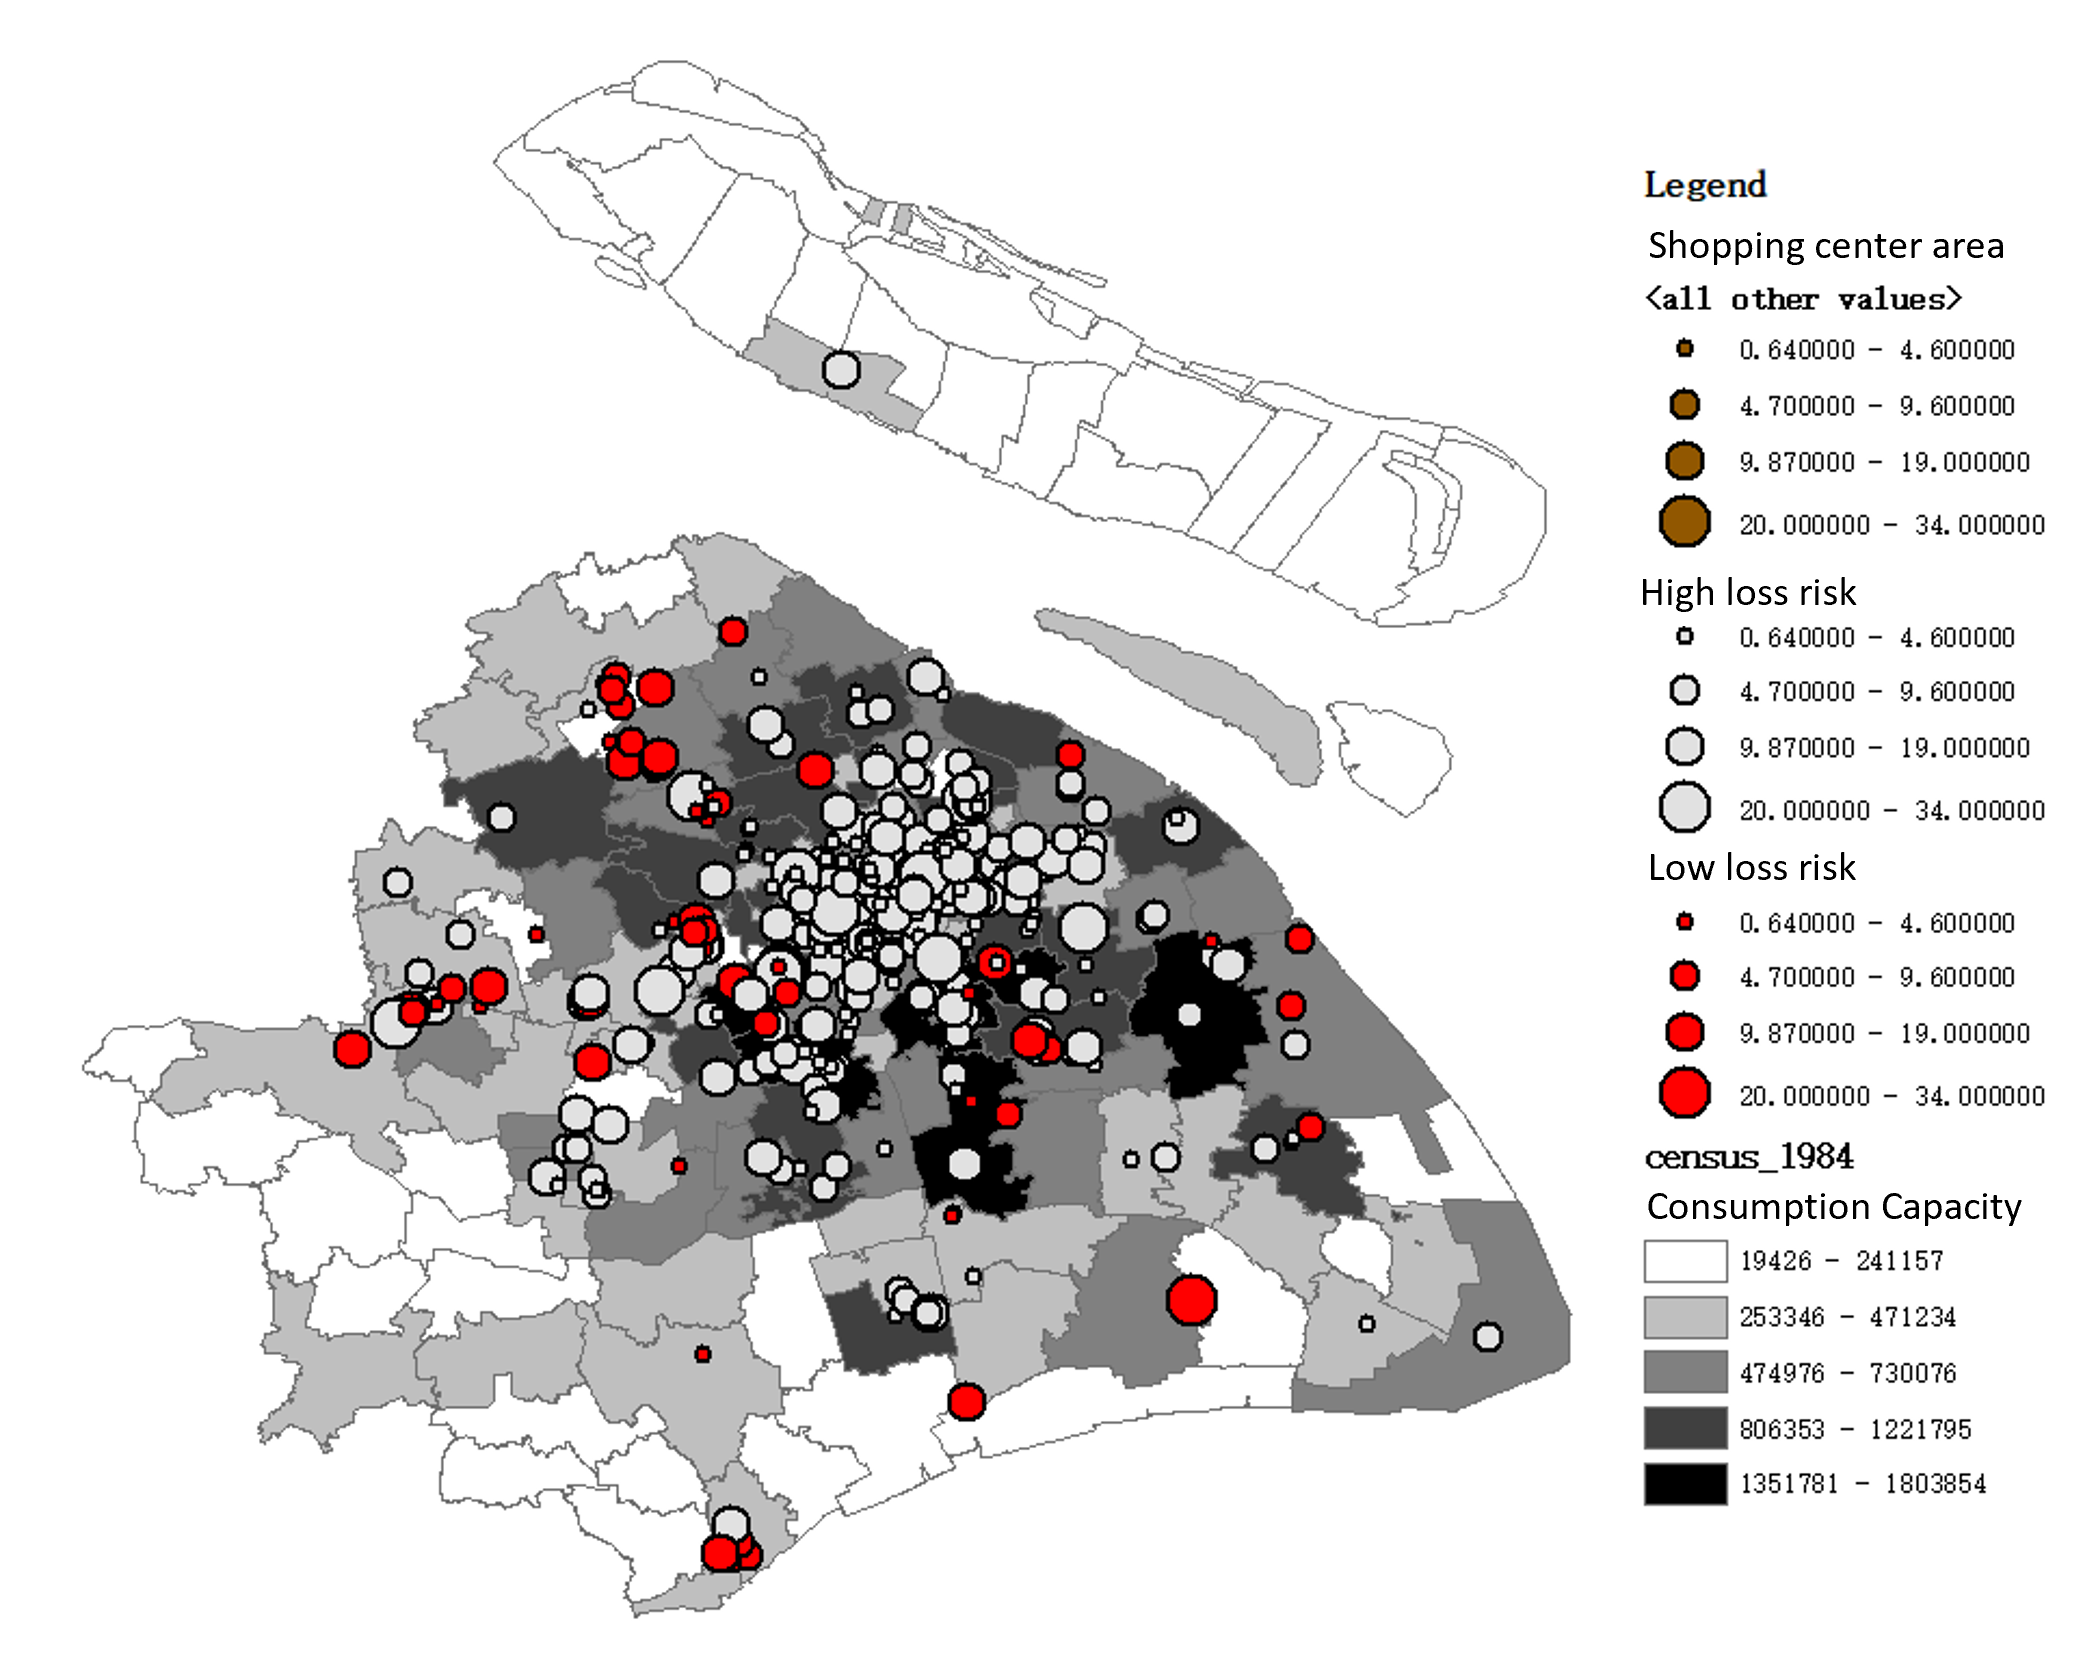 Legend
Shopping center area
<all other values>
0.640000 - 4.600000
4.700000 - 9.600000
9.870000 - 19.000000
20.000000 - 34.000000
High loss risk
0.640000 - 4.600000
4.700000 - 9.600000
9.870000 - 19.000000
20.000000 - 34.000000
Low loss risk
0.640000 - 4.600000
4.700000 - 9.600000
9.870000 - 19.000000
20.000000 - 34.000000
census_1984
Consumption Capacity
19426 - 241157
253346 - 471234
474976 - 730076
806353 - 1221795
1351781 - 1803854